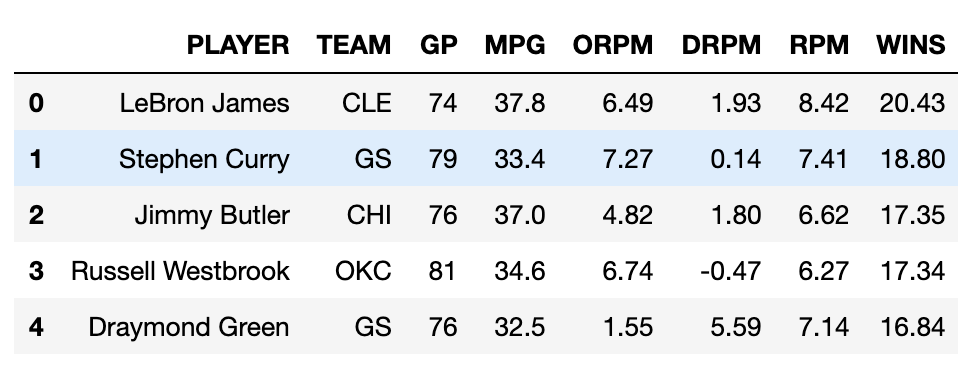 PLAYER TEAM GP MPG ORPM DRPM RPM WINS
0 LeBron James CLE 74 37.8 6.49 1.93 8.42 20.43
1 Stephen Curry GS 79 33.4 7.27 0.14 7.41 18.80
2 Jimmy Butler CHI 76 37.0 4.82 1.80 6.62 17.35
3 Russell Westbrook OKC 81 34.6 6.74 -0.47 6.27 17.34
4 Draymond Green GS 76 32.5 1.55 5.59 7.14 16.84